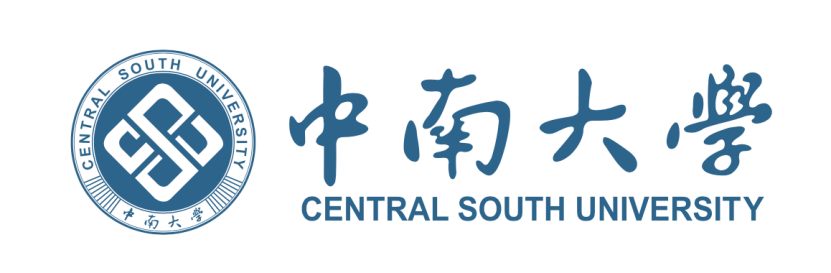 CENTRAL SOUTH UNIVERSITY
中南大學
中南大學
CENTRAL SOUTH UNIVERSITY